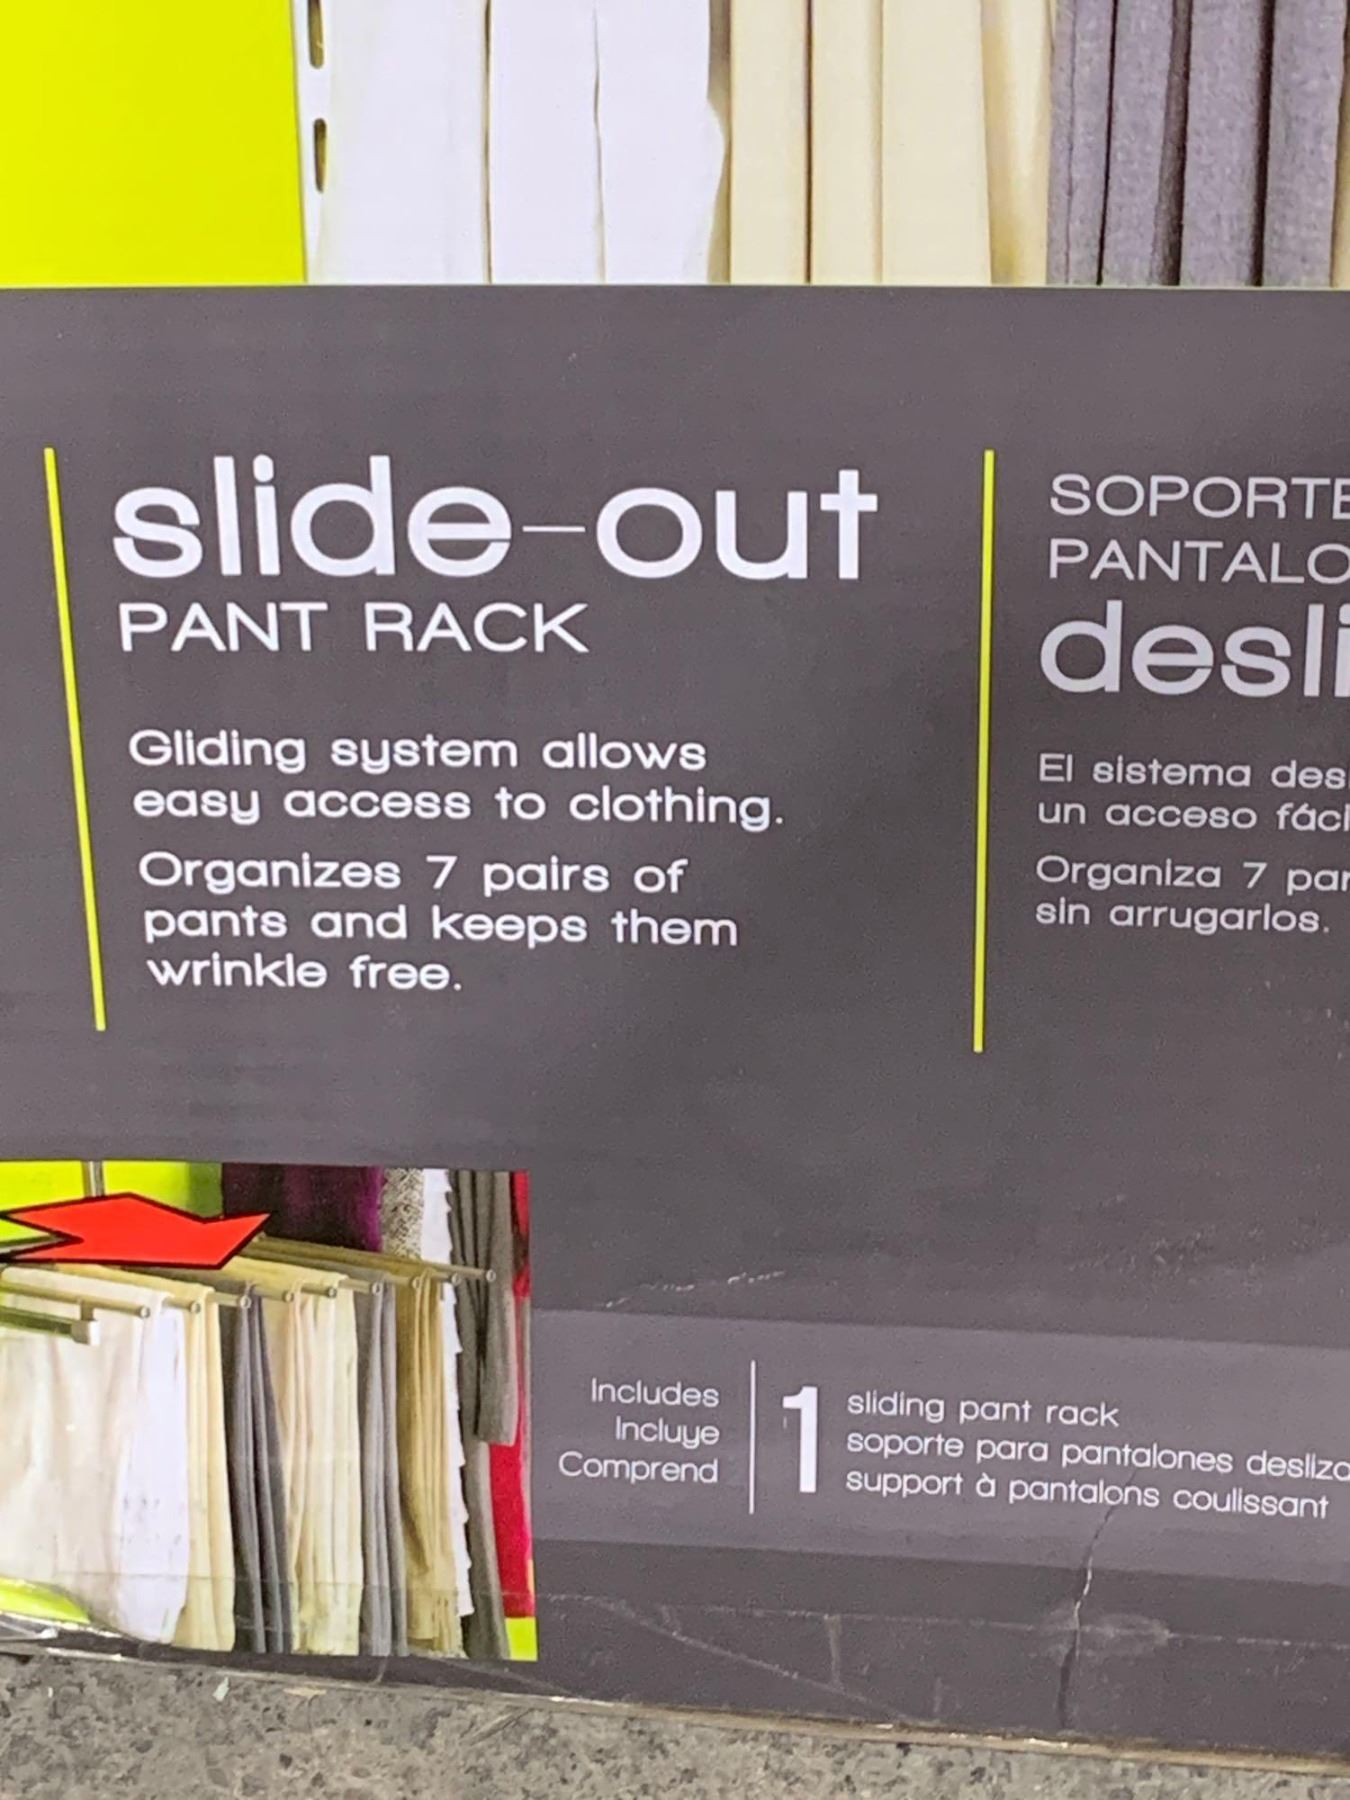 slide-out
PANT RACK
Gliding system allows
easy access to clothing.
Organizes 7 pairs of
pants and keeps them
wrinkle free.
SOPORTE
PANTALO
desli
El sistema des
un acceso fácil
Organiza 7 par
sin arrugarlos.
Includes
Incluye
Comprend
1
sliding pant rack
soporte para pantalones desliza
support à pantalons coulissant